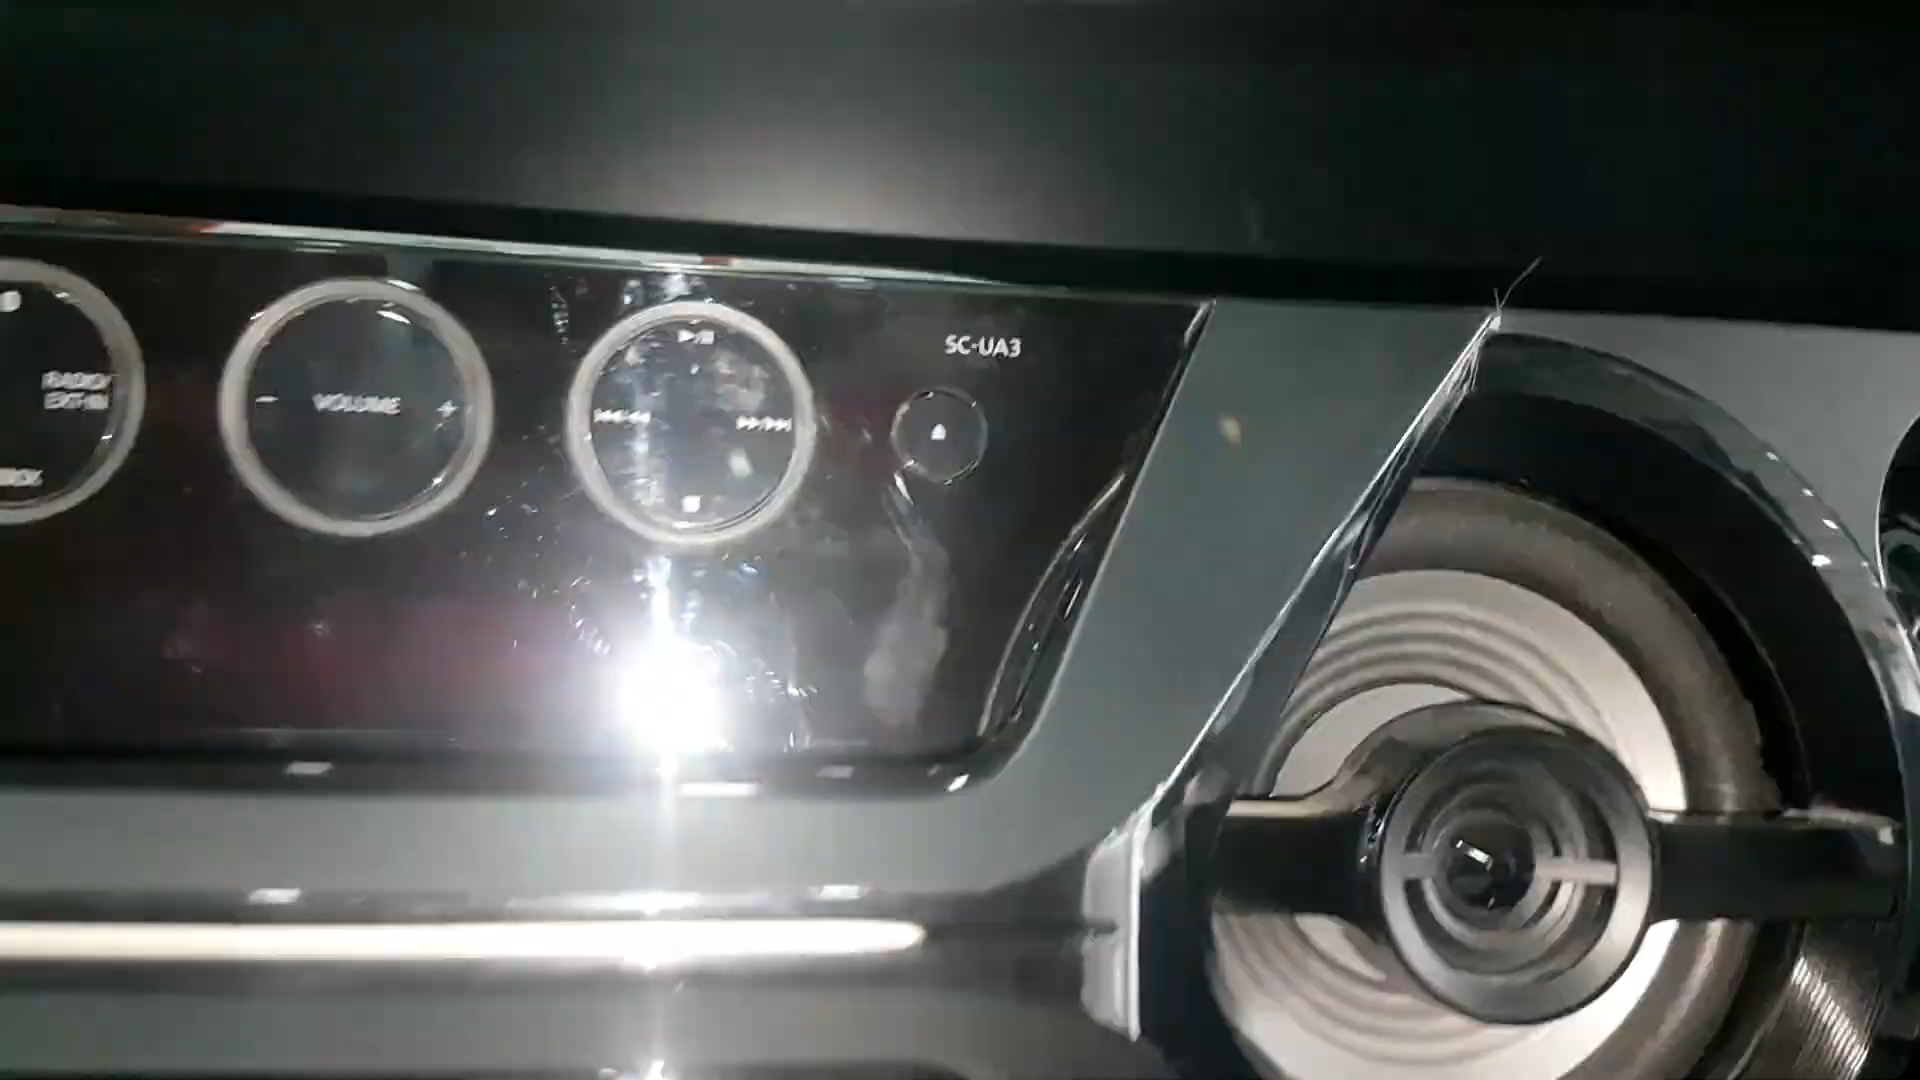 SC-UA3
RADIO/
EXT-IN
- VOLUME +